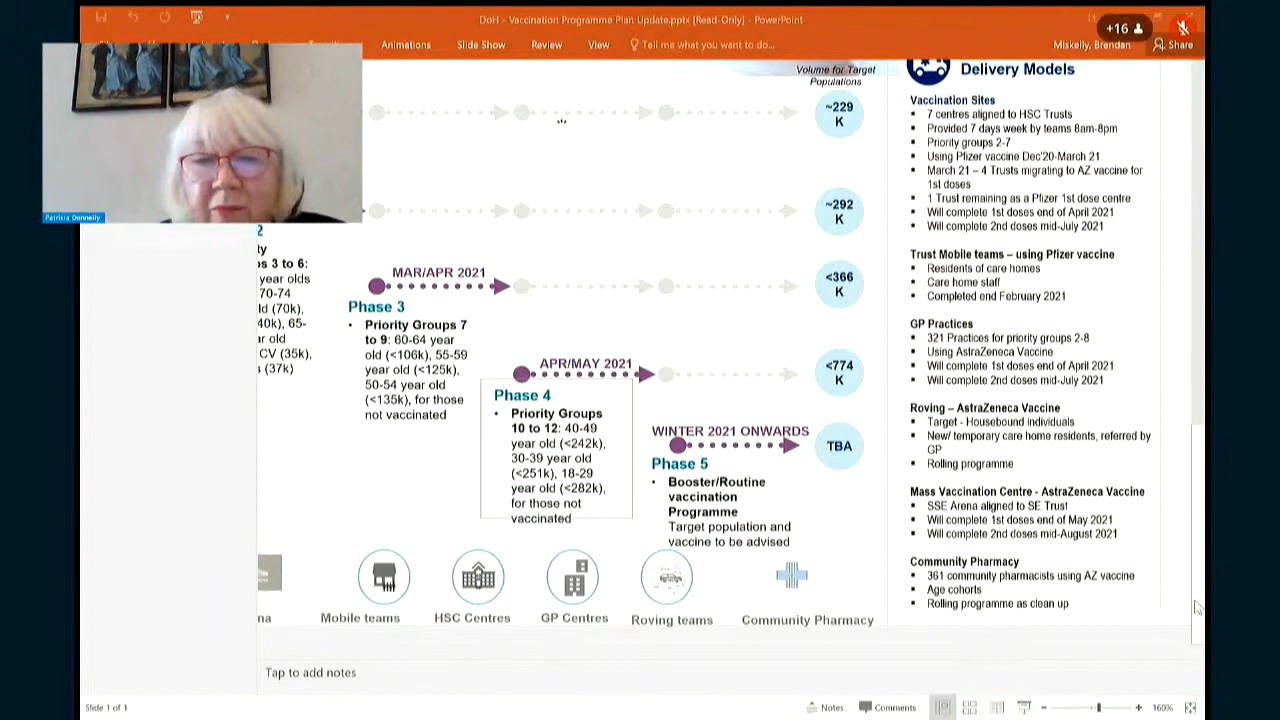 DoH - Vaccination Programme Plan Update.pptx [Read-Only] - PowerPoint
+16
Animations
Slide Show
Review
View
Tell me what you want to do...
Miskelly, Brendan
Share
Patricia Donnelly
Volume for Target
Populations
~229
K
~292
K
<366
K
<774
K
TBA
2
ty
s 3 to 6:
year olds
70-74
ld (70k),
40k), 65-
ar old
CV (35k),
s (37k)
MAR/APR 2021
Phase 3
• Priority Groups 7
to 9: 60-64 year
old (<106k), 55-59
year old (<125k),
50-54 year old
(<135k), for those
not vaccinated
APR/MAY 2021
Phase 4
• Priority Groups
10 to 12: 40-49
year old (<242k),
30-39 year old
(<251k), 18-29
year old (<282k),
for those not
vaccinated
WINTER 2021 ONWARDS
Phase 5
• Booster/Routine
vaccination
Programme
Target population and
vaccine to be advised
na
Mobile teams
HSC Centres
GP Centres
Roving teams
Community Pharmacy
Delivery Models
Vaccination Sites
▪ 7 centres aligned to HSC Trusts
▪ Provided 7 days week by teams 8am-8pm
▪ Priority groups 2-7
▪ Using Pfizer vaccine Dec'20-March 21
▪ March 21 – 4 Trusts migrating to AZ vaccine for
1st doses
▪ 1 Trust remaining as a Pfizer 1st dose centre
▪ Will complete 1st doses end of April 2021
▪ Will complete 2nd doses mid-July 2021
Trust Mobile teams – using Pfizer vaccine
▪ Residents of care homes
▪ Care home staff
▪ Completed end February 2021
GP Practices
▪ 321 Practices for priority groups 2-8
▪ Using AstraZeneca Vaccine
▪ Will complete 1st doses end of April 2021
▪ Will complete 2nd doses mid-July 2021
Roving – AstraZeneca Vaccine
▪ Target - Housebound individuals
▪ New/ temporary care home residents, referred by
GP
▪ Rolling programme
Mass Vaccination Centre - AstraZeneca Vaccine
▪ SSE Arena aligned to SE Trust
▪ Will complete 1st doses end of May 2021
▪ Will complete 2nd doses mid-August 2021
Community Pharmacy
▪ 361 community pharmacists using AZ vaccine
▪ Age cohorts
▪ Rolling programme as clean up
Tap to add notes
Slide 1 of 1
Notes
Comments
160%